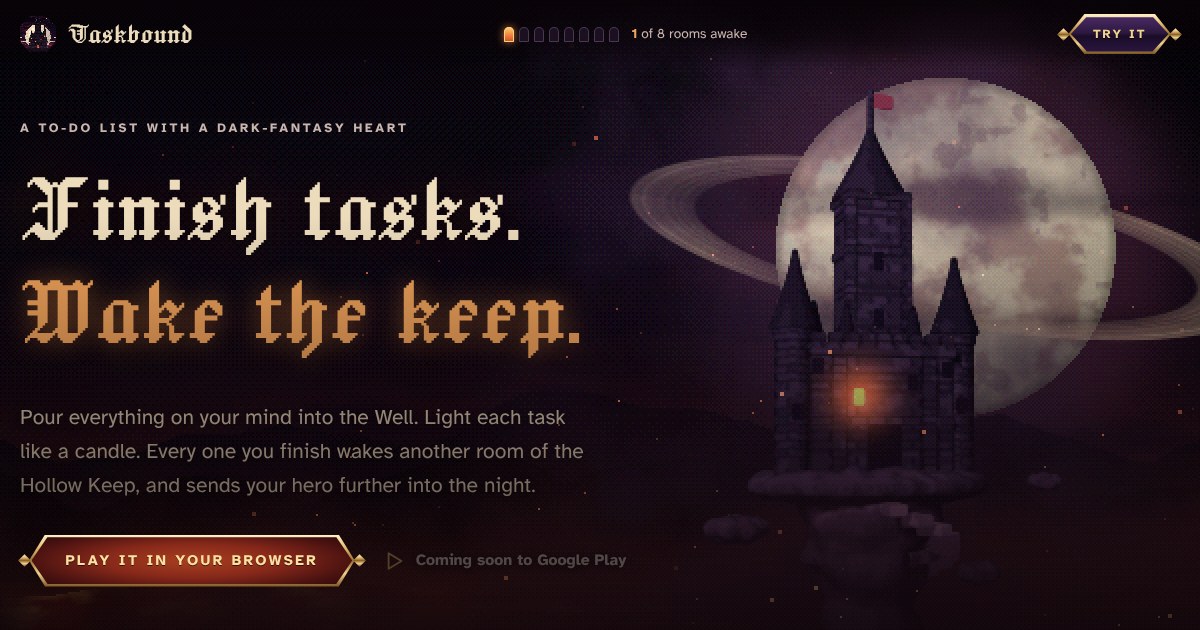 Taskbound
1 of 8 rooms awake
TRY IT
A TO-DO LIST WITH A DARK-FANTASY HEART
Finish tasks.
Wake the keep.
Pour everything on your mind into the Well. Light each task
like a candle. Every one you finish wakes another room of the
Hollow Keep, and sends your hero further into the night.
PLAY IT IN YOUR BROWSER
Coming soon to Google Play